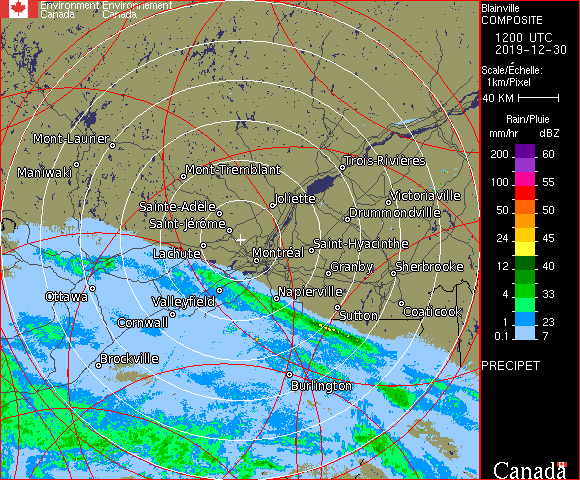 Environment Environnement
Canada Canada
Blainville
COMPOSITE
1200 UTC
2019-12-30
Scale/Échelle:
1km/Pixel
40 KM
Rain/Pluie
mm/hr dBZ
200 60
100 55
50 50
24 45
12 40
4 33
1 23
0.1 7
PRECIPET
Canada
Mont-Laurier
Maniwaki
Mont-Tremblant
Trois-Rivières
Joliette
Victoriaville
Sainte-Adele
Drummondville
Saint-Jérôme
Saint-Hyacinthe
Lachute
Montréal
Granby
Sherbrooke
Ottawa
Valleyfield
Napierville
Sutton
Coaticook
Cornwall
Brockville
Burlington